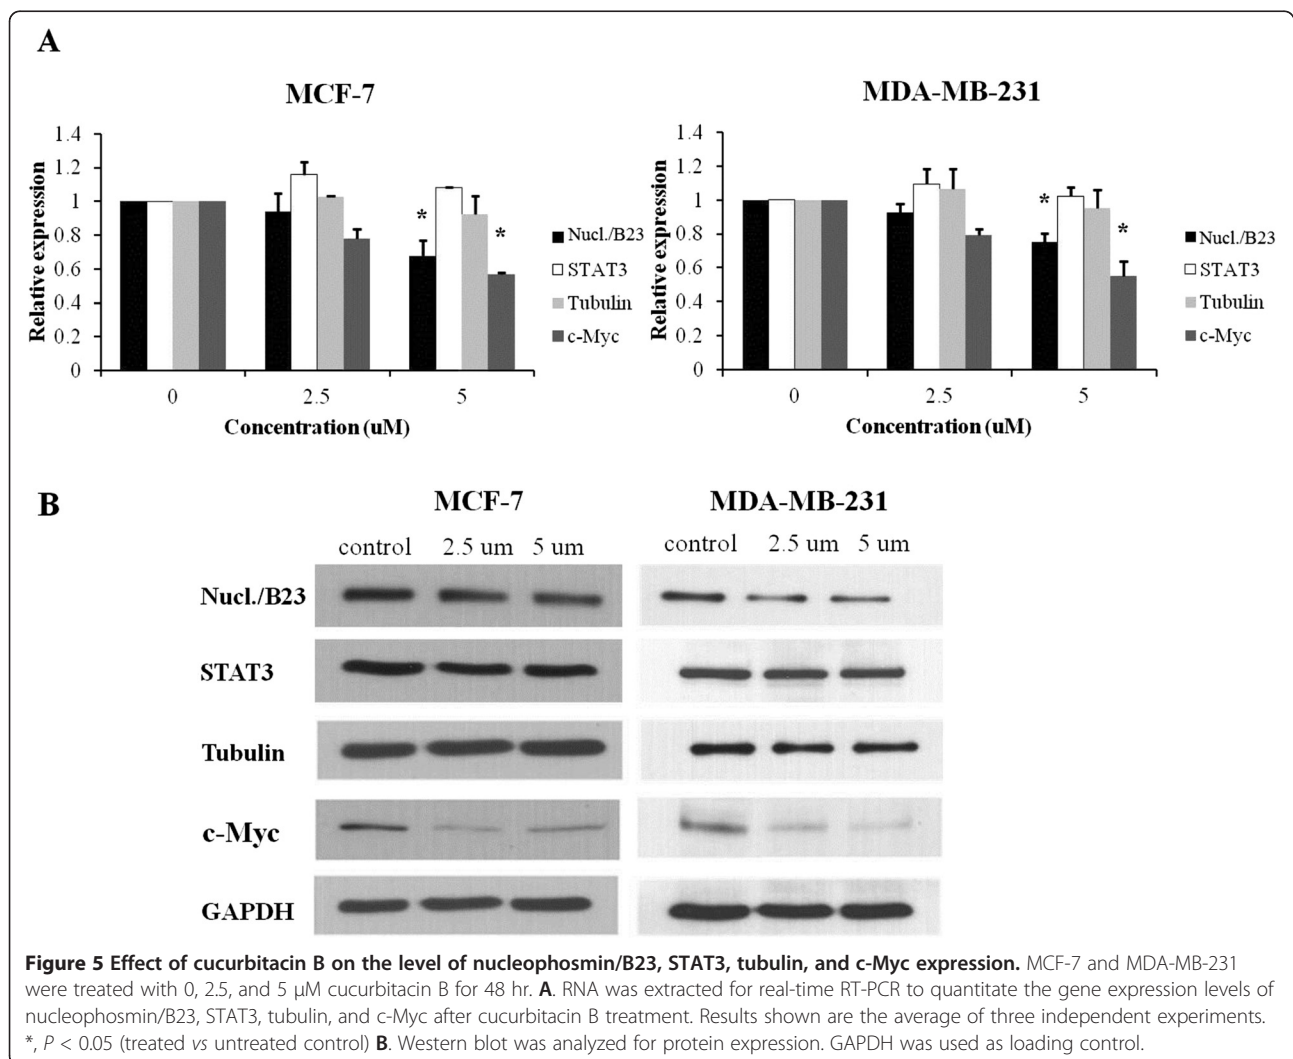 A
MCF-7
1.4
1.2
1
0.8
0.6
0.4
0.2
0
Relative expression
*
*
0 2.5 5
Concentration (uM)
Nucl./B23
STAT3
Tubulin
c-Myc
MDA-MB-231
1.4
1.2
1
0.8
0.6
0.4
0.2
0
Relative expression
*
*
0 2.5 5
Concentration (uM)
Nucl./B23
STAT3
Tubulin
c-Myc
B
MCF-7 MDA-MB-231
control 2.5 um 5 um control 2.5 um 5 um
Nucl./B23
STAT3
Tubulin
c-Myc
GAPDH
Figure 5 Effect of cucurbitacin B on the level of nucleophosmin/B23, STAT3, tubulin, and c-Myc expression. MCF-7 and MDA-MB-231
were treated with 0, 2.5, and 5 μM cucurbitacin B for 48 hr. A. RNA was extracted for real-time RT-PCR to quantitate the gene expression levels of
nucleophosmin/B23, STAT3, tubulin, and c-Myc after cucurbitacin B treatment. Results shown are the average of three independent experiments.
*, P < 0.05 (treated vs untreated control) B. Western blot was analyzed for protein expression. GAPDH was used as loading control.